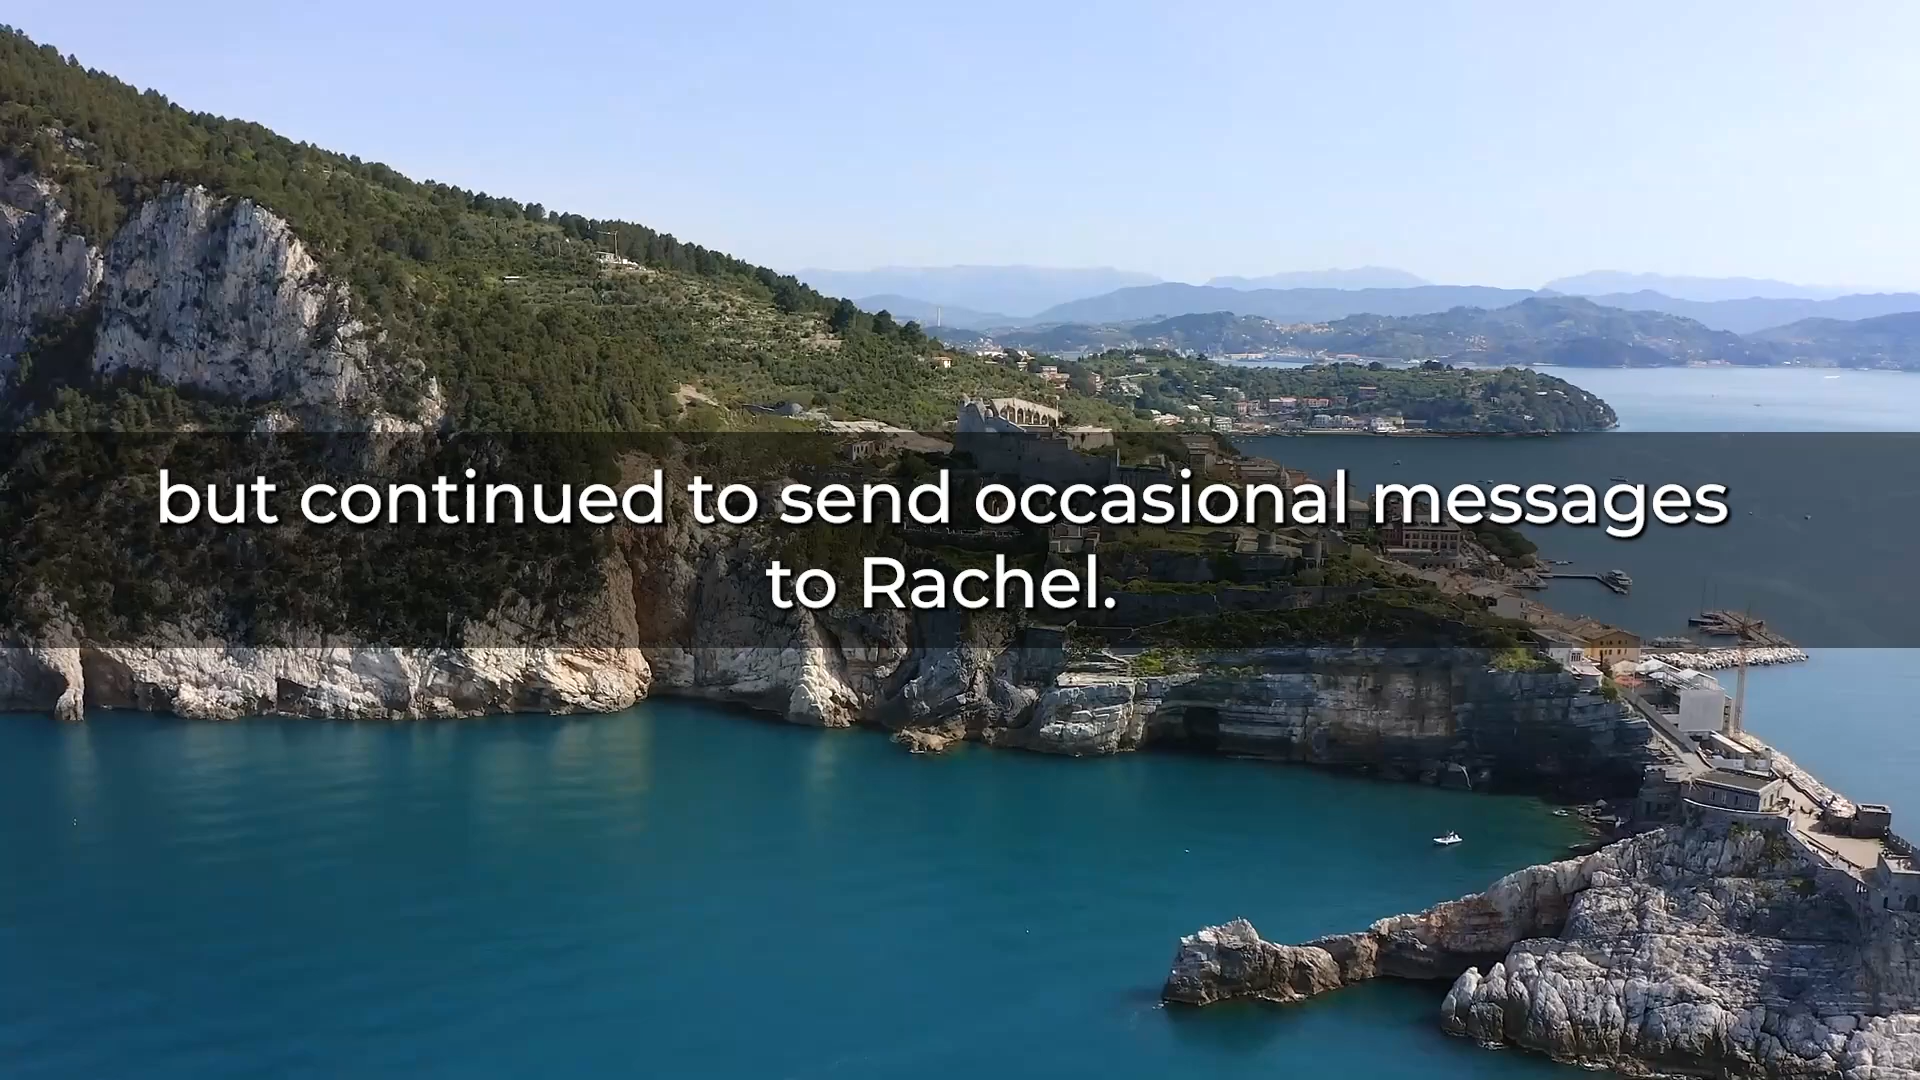 but continued to send occasional messages
to Rachel.